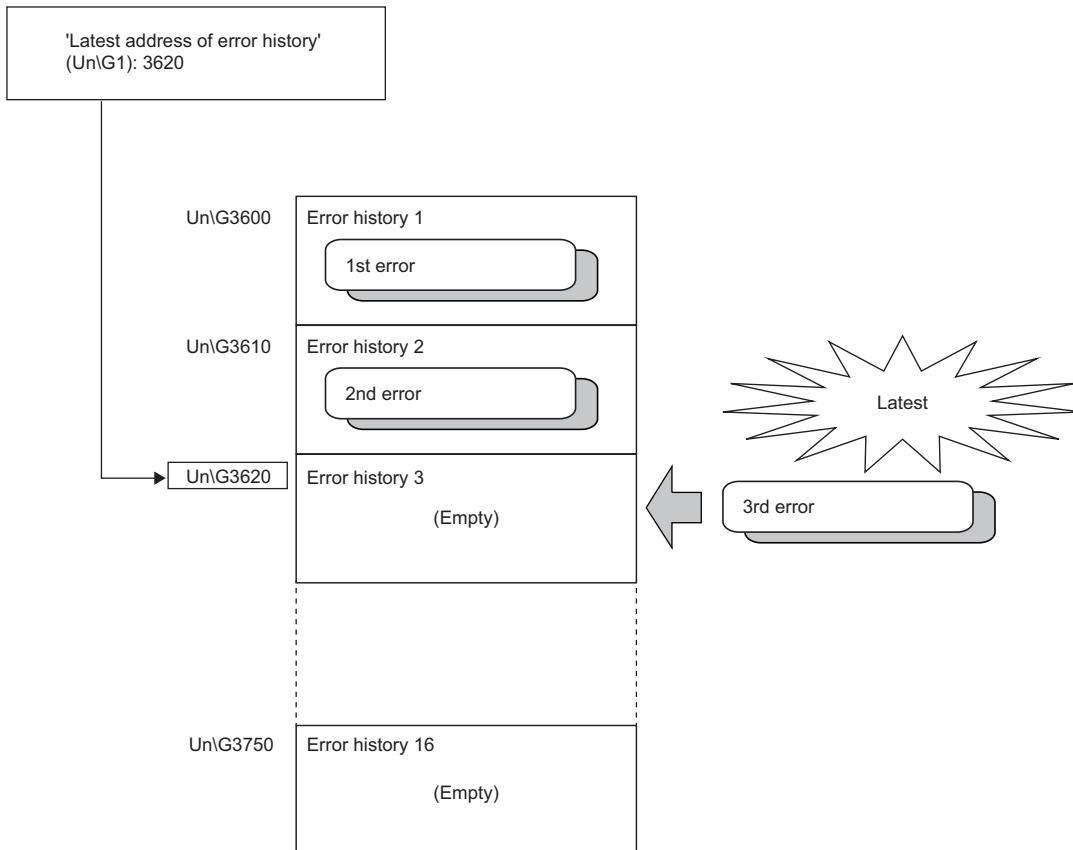 'Latest address of error history'
(Un\G1): 3620
Un\G3600
Error history 1
1st error
Un\G3610
Error history 2
2nd error
Latest
Un\G3620
Error history 3
(Empty)
3rd error
Un\G3750
Error history 16
(Empty)